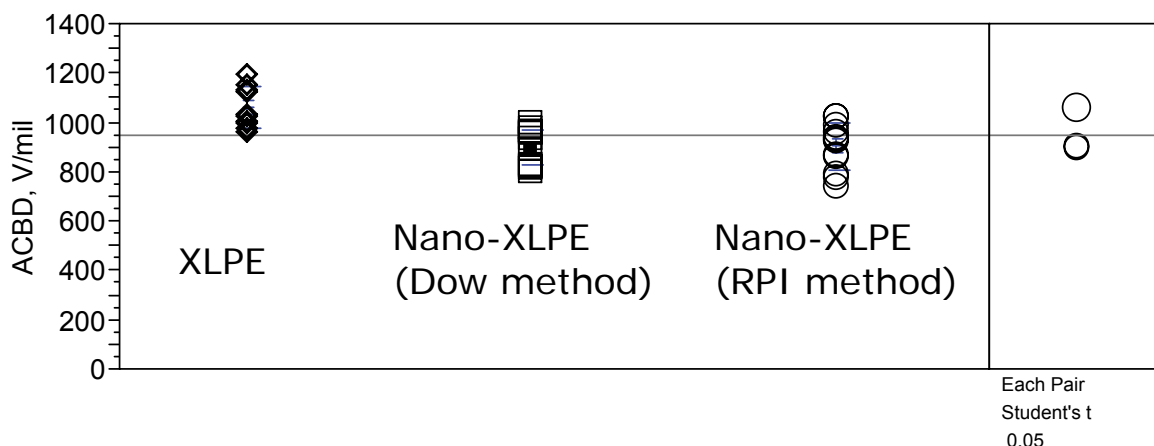 1400
1200
1000
800
600
400
200
0
ACBD, V/mil
XLPE
Nano-XLPE
(Dow method)
Nano-XLPE
(RPI method)
Each Pair
Student's t
0.05